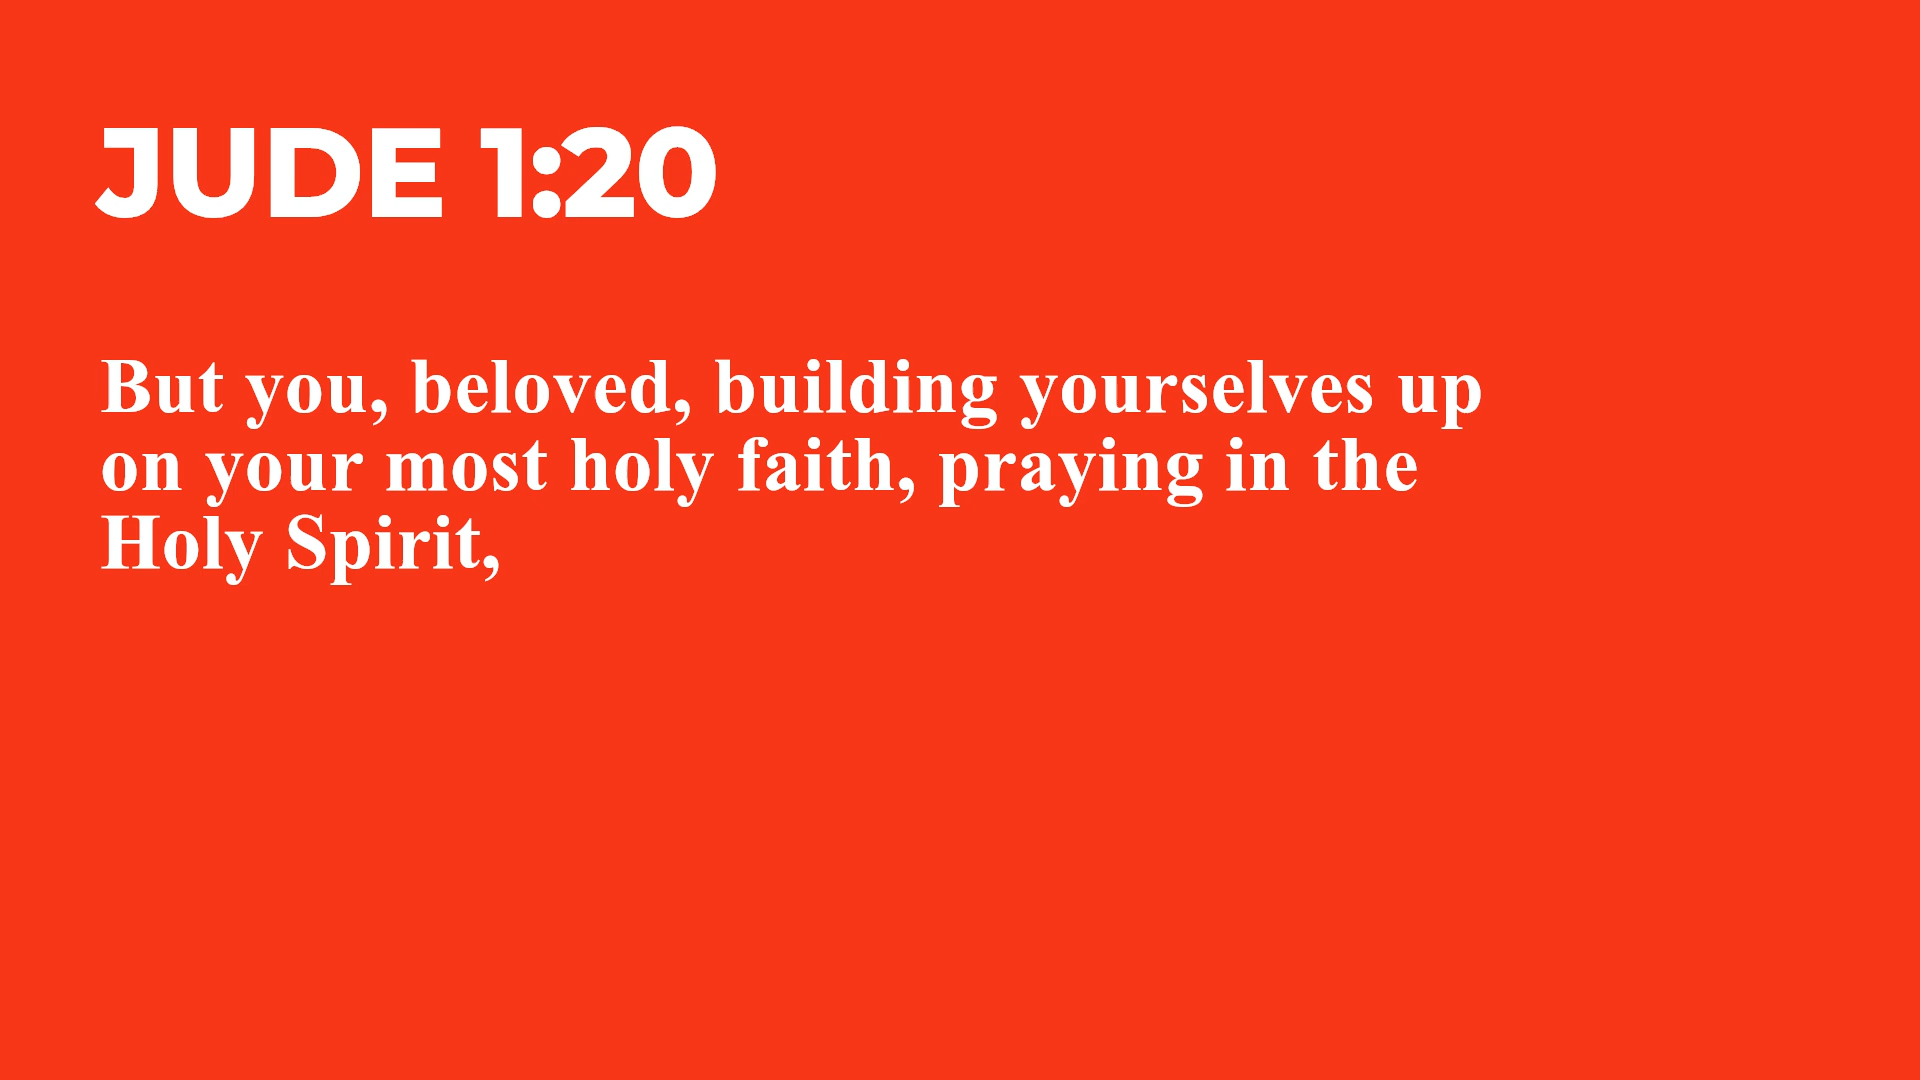 JUDE 1:20
But you, beloved, building yourselves up
on your most holy faith, praying in the
Holy Spirit,